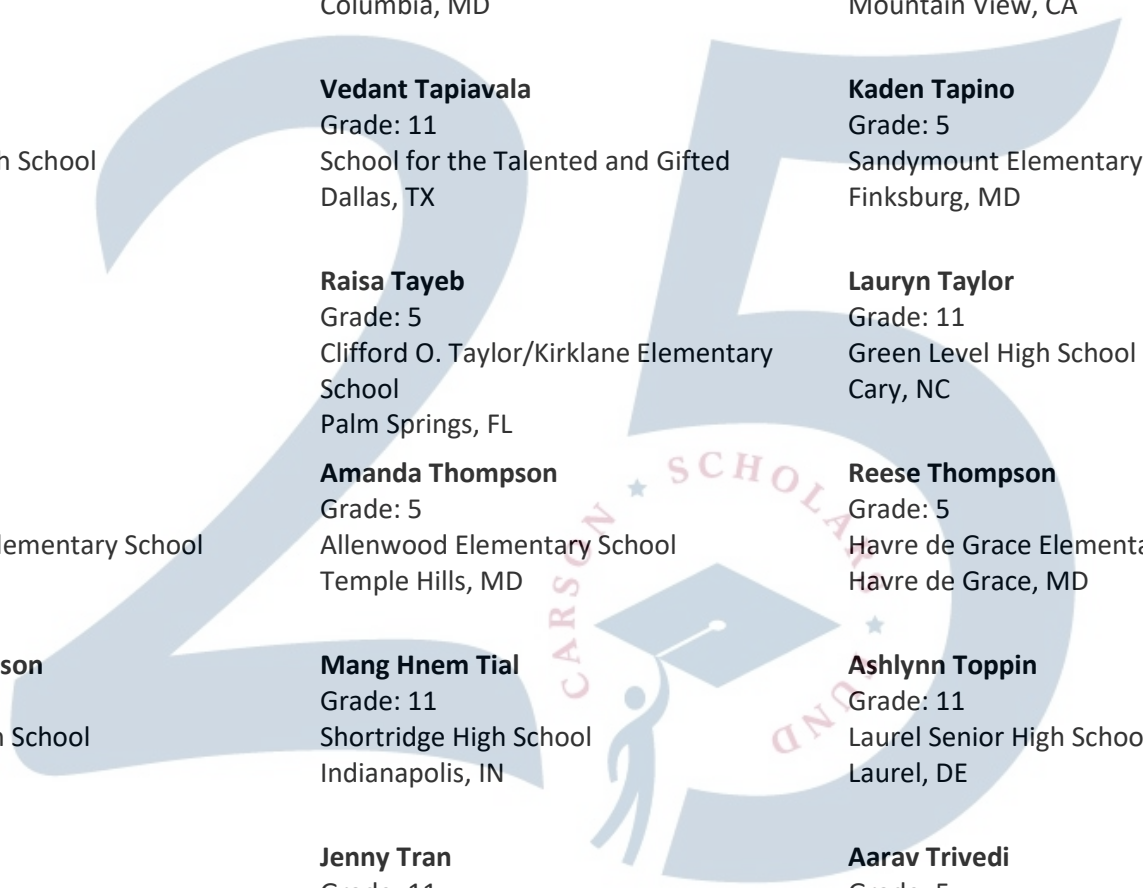 Columbia, MD
Mountain View, CA
Vedant Tapiavala
Kaden Tapino
Grade: 11
Grade: 5
h School
School for the Talented and Gifted
Sandymount Elementary
Dallas, TX
Finksburg, MD
Raisa Tayeb
Lauryn Taylor
Grade: 5
Grade: 11
Clifford O. Taylor/Kirklane Elementary
Green Level High School
School
Cary, NC
Palm Springs, FL
Amanda Thompson
Reese Thompson
Grade: 5
Grade: 5
lementary School
Allenwood Elementary School
Havre de Grace Elementa
Temple Hills, MD
Havre de Grace, MD
son
Mang Hnem Tial
Ashlynn Toppin
Grade: 11
Grade: 11
h School
Shortridge High School
Laurel Senior High Schoo
Indianapolis, IN
Laurel, DE
Jenny Tran
Aarav Trivedi
Grade: 11
Grade: 5
25
CARSON ★ SCHOLARS ★ FUND